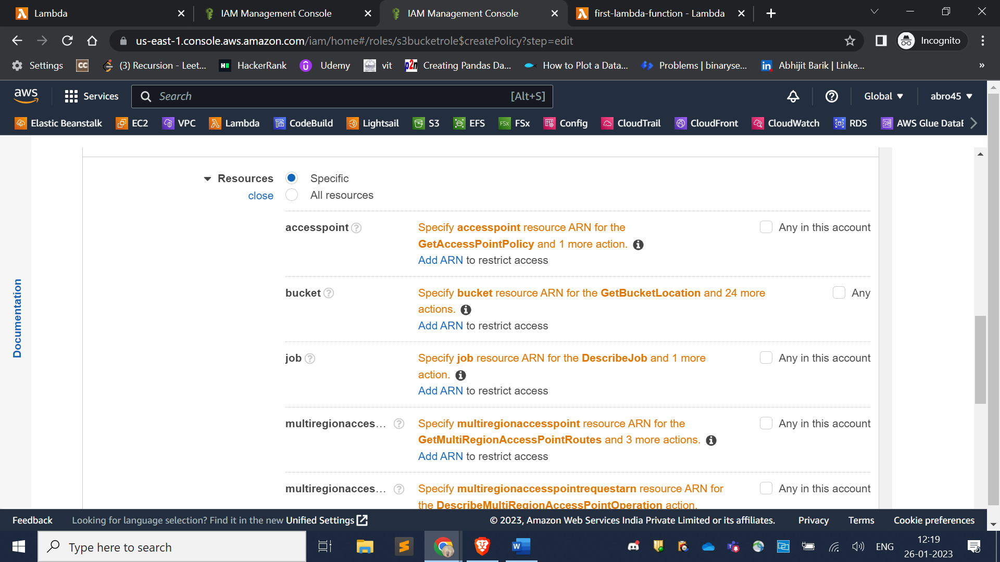 Lambda
IAM Management Console
IAM Management Console
first-lambda-function - Lambda
us-east-1.console.aws.amazon.com/iam/home#/roles/s3bucketrole$createPolicy?step=edit
Incognito
Settings
CC
(3) Recursion - Leet...
HackerRank
Udemy
vit
Creating Pandas Da...
How to Plot a Data...
Problems | binaryse...
Abhijit Barik | Linke...
»
aws
Services
Search
[Alt+S]
Global
abro45
Elastic Beanstalk
EC2
VPC
Lambda
CodeBuild
Lightsail
S3
EFS
FSx
Config
CloudTrail
CloudFront
CloudWatch
RDS
AWS Glue DataB
Documentation
Resources
Specific
close
All resources
accesspoint
Specify accesspoint resource ARN for the
GetAccessPointPolicy and 1 more action.
Add ARN to restrict access
Any in this account
bucket
Specify bucket resource ARN for the GetBucketLocation and 24 more
actions.
Add ARN to restrict access
Any
job
Specify job resource ARN for the DescribeJob and 1 more
action.
Add ARN to restrict access
Any in this account
multiregionacces...
Specify multiregionaccesspoint resource ARN for the
GetMultiRegionAccessPointRoutes and 3 more actions.
Add ARN to restrict access
Any in this account
multiregionacces...
Specify multiregionaccesspointrequestarn resource ARN for
the DescribeMultiRegionAccessPointOperation action.
Any in this account
Feedback
Looking for language selection? Find it in the new Unified Settings
© 2023, Amazon Web Services India Private Limited or its affiliates.
Privacy
Terms
Cookie preferences
Type here to search
ENG
12:19
26-01-2023